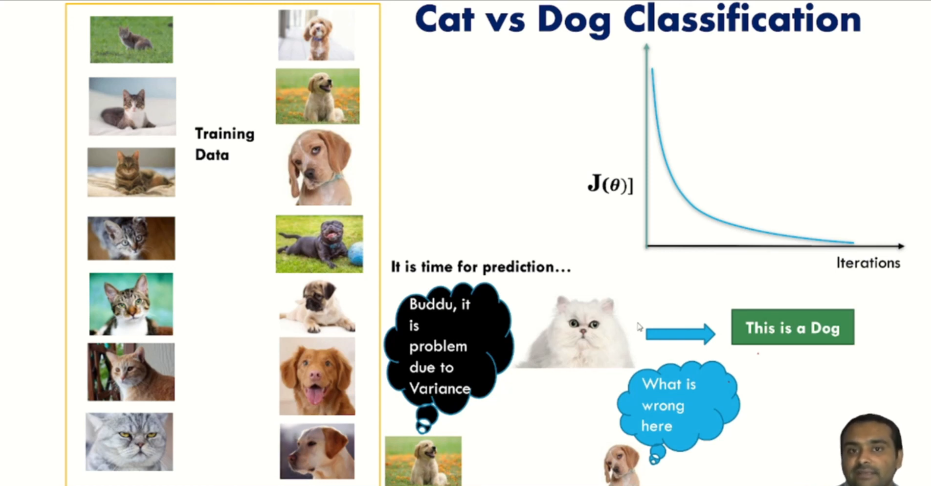 Cat vs Dog Classification
Training
Data
J(θ)]
Iterations
It is time for prediction...
Buddu, it
is
problem
due to
Variance
This is a Dog
What is
wrong
here